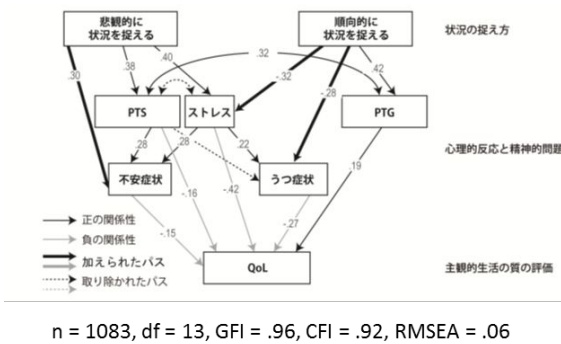 悲観的に
状況を捉える
順向的に
状況を捉える
状況の捉え方
.32
.40
.38
.30
-.32
.42
-.28
PTS
ストレス
PTG
心理的反応と精神的問題
.28
.28
.22
.19
不安症状
うつ症状
-.16
-.42
-.27
-.15
正の関係性
負の関係性
加えられたパス
取り除かれたパス
QoL
主観的生活の質の評価
n = 1083, df = 13, GFI = .96, CFI = .92, RMSEA = .06